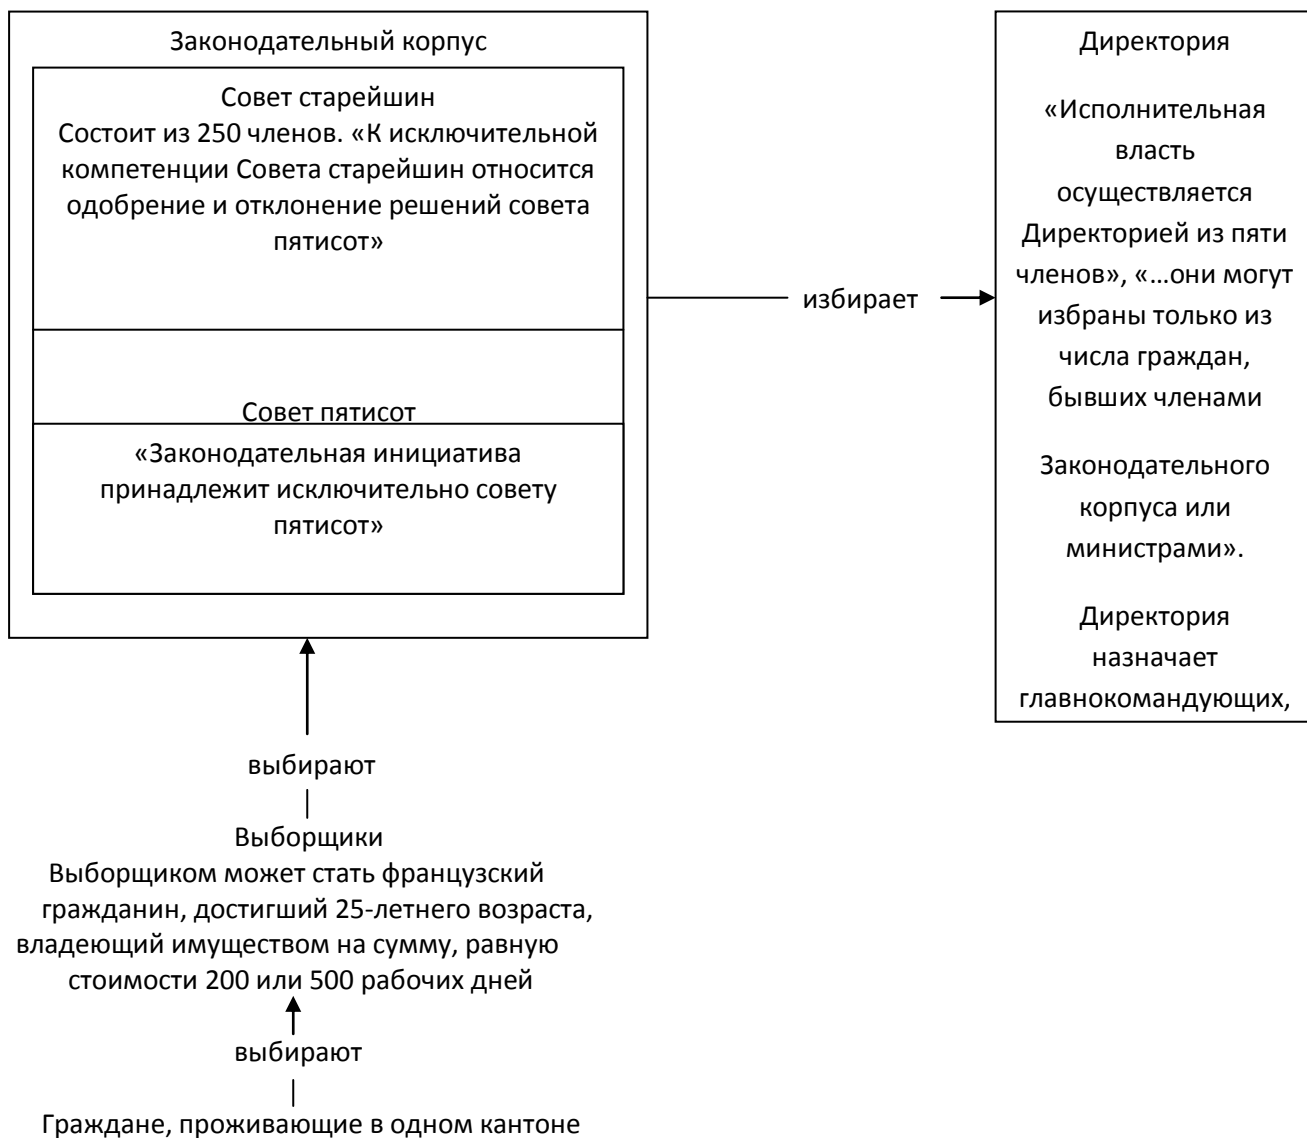 Законодательный корпус
Совет старейшин
Состоит из 250 членов. «К исключительной
компетенции Совета старейшин относится
одобрение и отклонение решений совета
пятисот»
Совет пятисот
«Законодательная инициатива
принадлежит исключительно совету
пятисот»
избирает
Директория
«Исполнительная
власть
осуществляется
Директорией из пяти
членов», «…они могут
избраны только из
числа граждан,
бывших членами
Законодательного
корпуса или
министрами».
Директория
назначает
главнокомандующих,
выбирают
Выборщики
Выборщиком может стать французский
гражданин, достигший 25-летнего возраста,
владеющий имуществом на сумму, равную
стоимости 200 или 500 рабочих дней
выбирают
Граждане, проживающие в одном кантоне